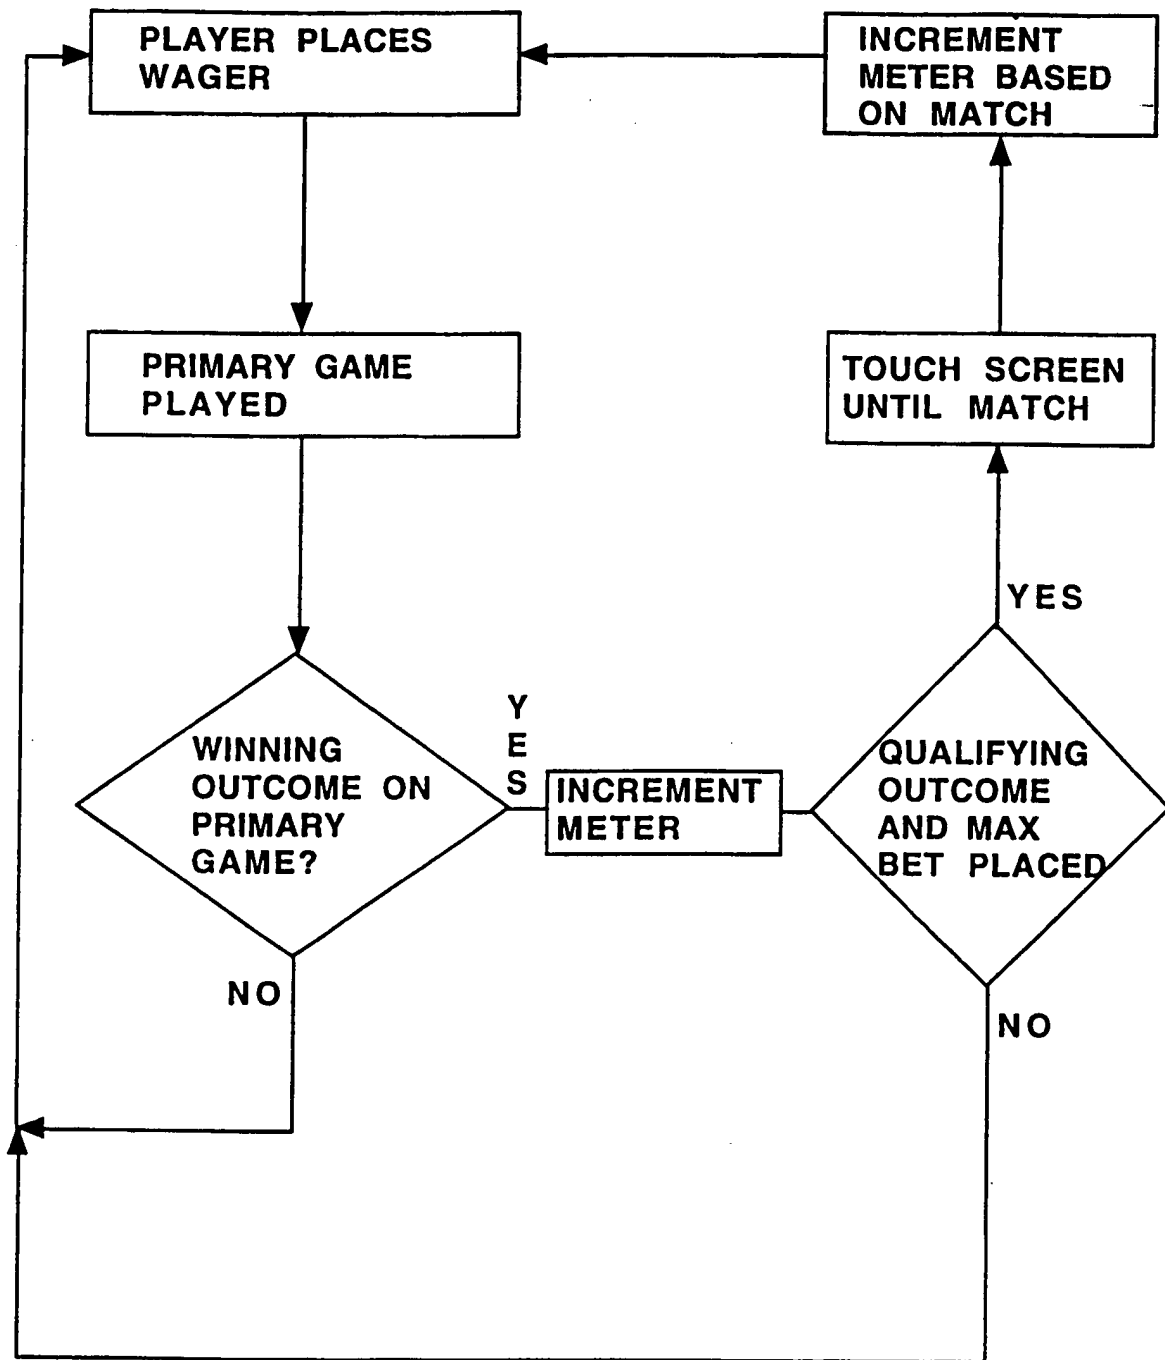 PLAYER PLACES
WAGER
INCREMENT
METER BASED
ON MATCH
PRIMARY GAME
PLAYED
TOUCH SCREEN
UNTIL MATCH
YES
WINNING
OUTCOME ON
PRIMARY
GAME?
YES
INCREMENT
METER
QUALIFYING
OUTCOME
AND MAX
BET PLACED
NO
NO